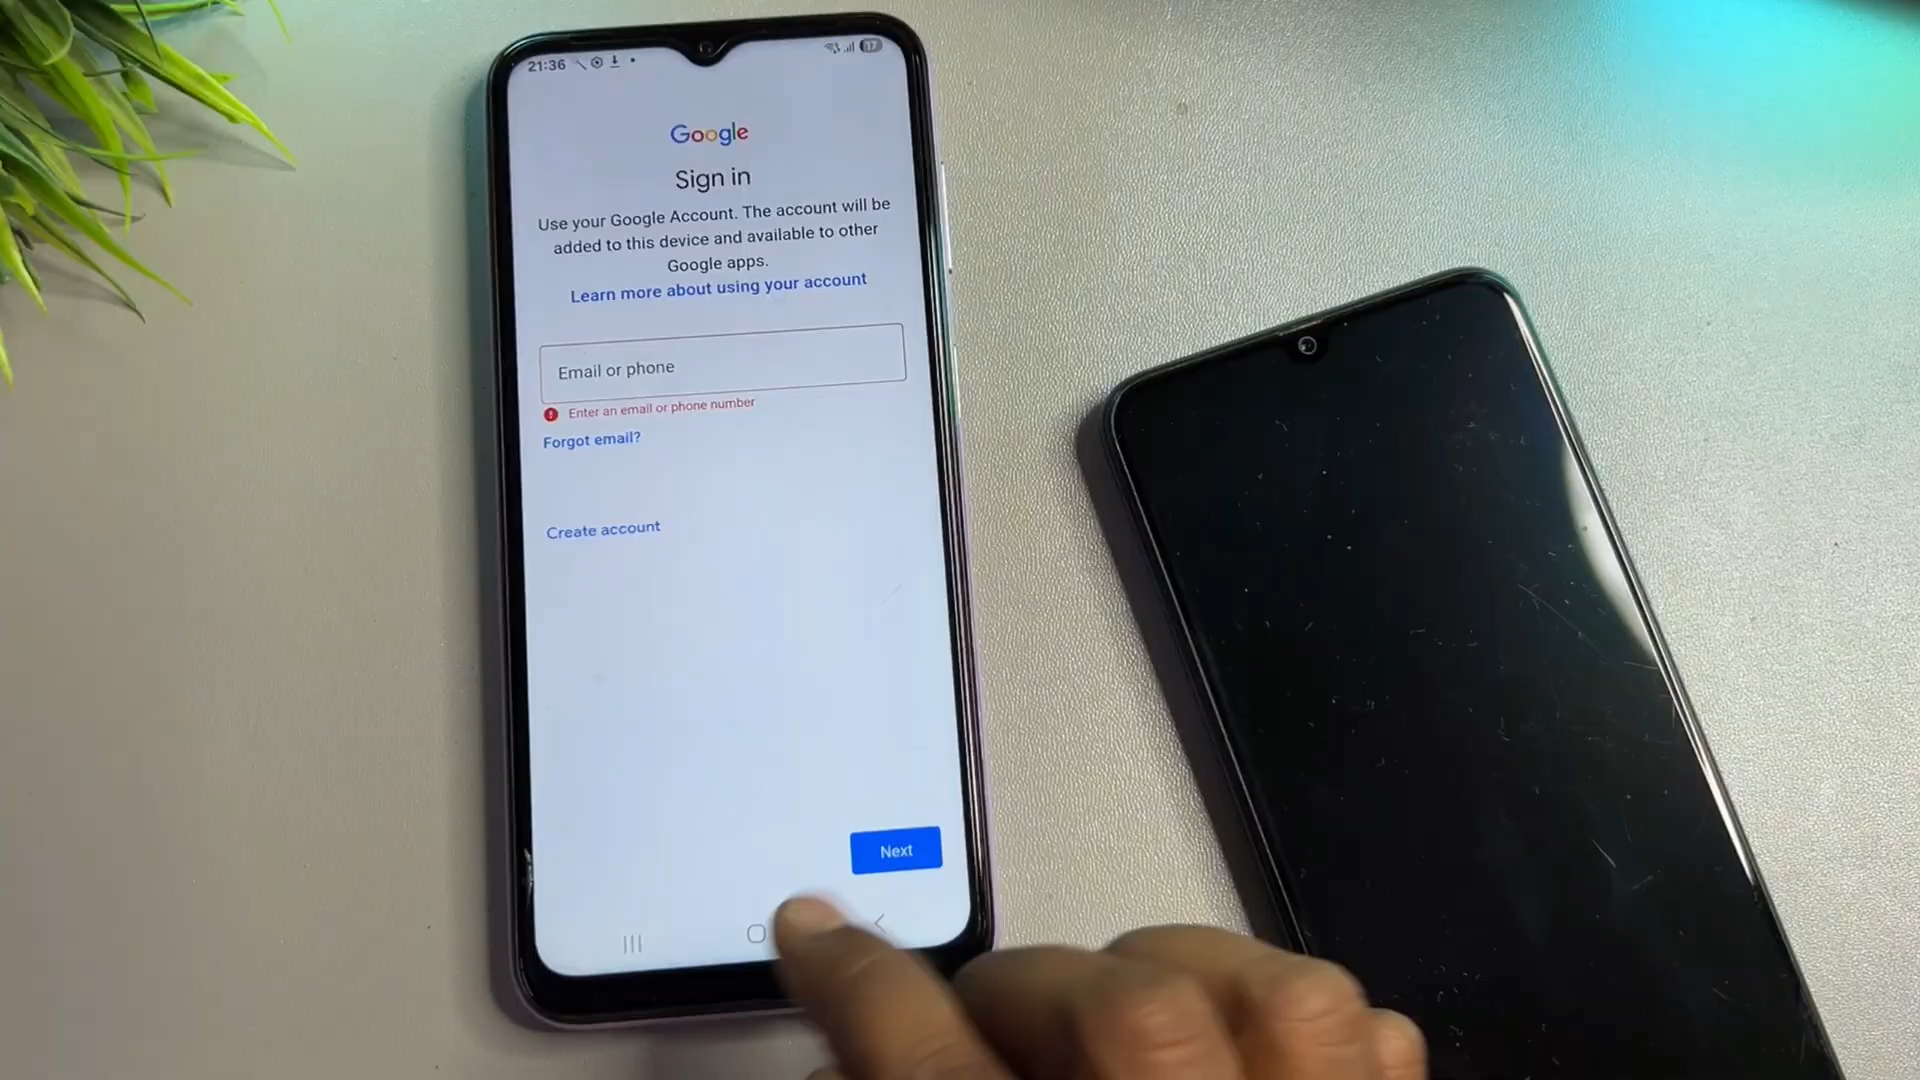 21:36
17
Google
Sign in
Use your Google Account. The account will be
added to this device and available to other
Google apps.
Learn more about using your account
Email or phone
Enter an email or phone number
Forgot email?
Create account
Next